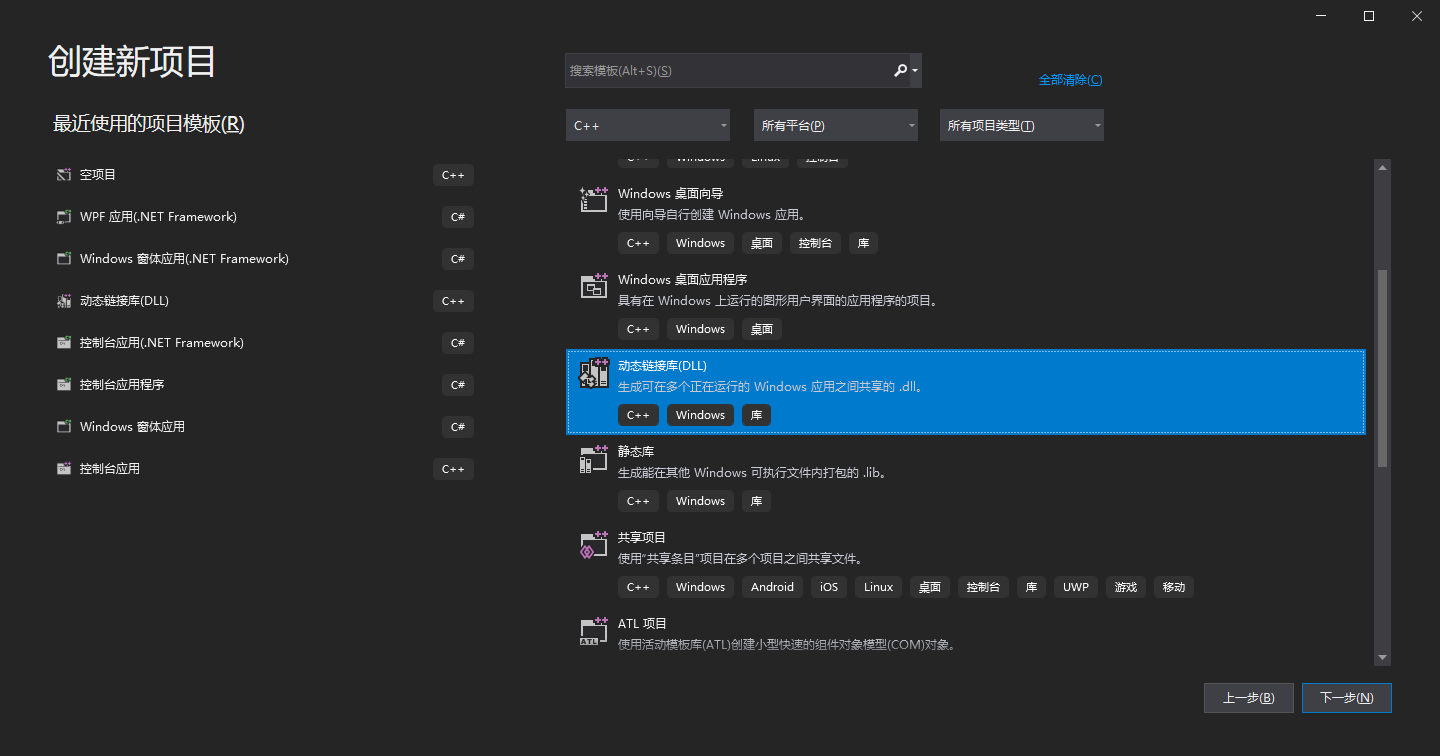 创建新项目
搜索模板(Alt+S)(S)
全部清除(C)
最近使用的项目模板(R)
C++
所有平台(P)
所有项目类型(T)
空项目
C++
WPF 应用(.NET Framework)
C#
Windows 窗体应用(.NET Framework)
C#
动态链接库(DLL)
C++
控制台应用(.NET Framework)
C#
控制台应用程序
C#
Windows 窗体应用
C#
控制台应用
C++
C++ Windows Linux 控制台
Windows 桌面向导
使用向导自行创建 Windows 应用。
C++ Windows 桌面 控制台 库
Windows 桌面应用程序
具有在 Windows 上运行的图形用户界面的应用程序的项目。
C++ Windows 桌面
动态链接库(DLL)
生成可在多个正在运行的 Windows 应用之间共享的 .dll。
C++ Windows 库
静态库
生成能在其他 Windows 可执行文件内打包的 .lib。
C++ Windows 库
共享项目
使用“共享条目”项目在多个项目之间共享文件。
C++ Windows Android iOS Linux 桌面 控制台 库 UWP 游戏 移动
ATL 项目
ATL
使用活动模板库(ATL)创建小型快速的组件对象模型(COM)对象。
上一步(B)
下一步(N)